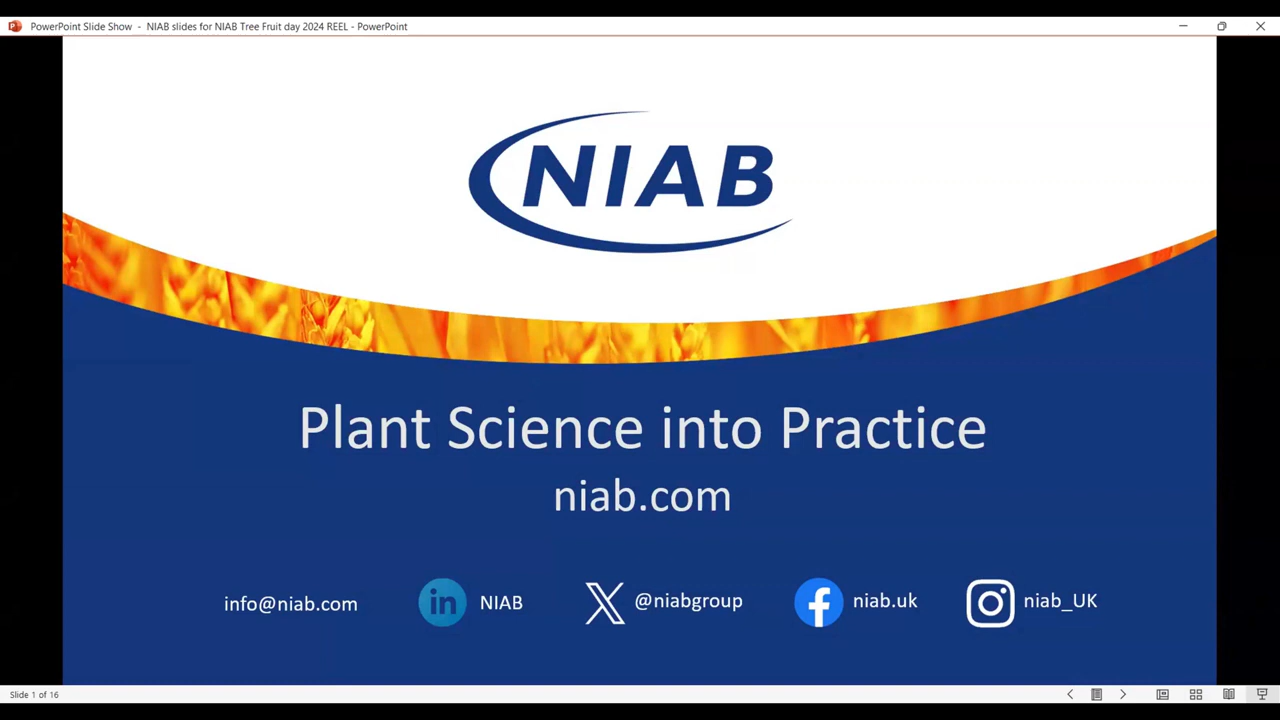 PowerPoint Slide Show - NIAB slides for NIAB Tree Fruit day 2024 REEL - PowerPoint
NIAB
Plant Science into Practice
niab.com
info@niab.com
in NIAB
@niabgroup
niab.uk
niab_UK
Slide 1 of 16